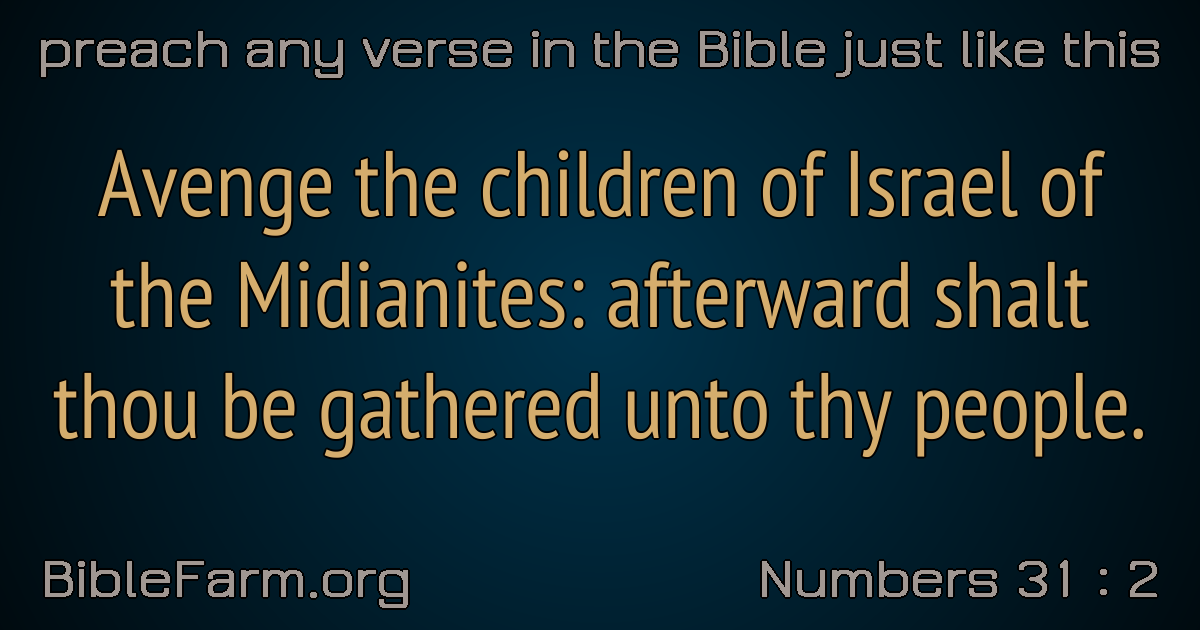 preach any verse in the Bible just like this
Avenge the children of Israel of
the Midianites: afterward shalt
thou be gathered unto thy people.
BibleFarm.org
Numbers 31 : 2